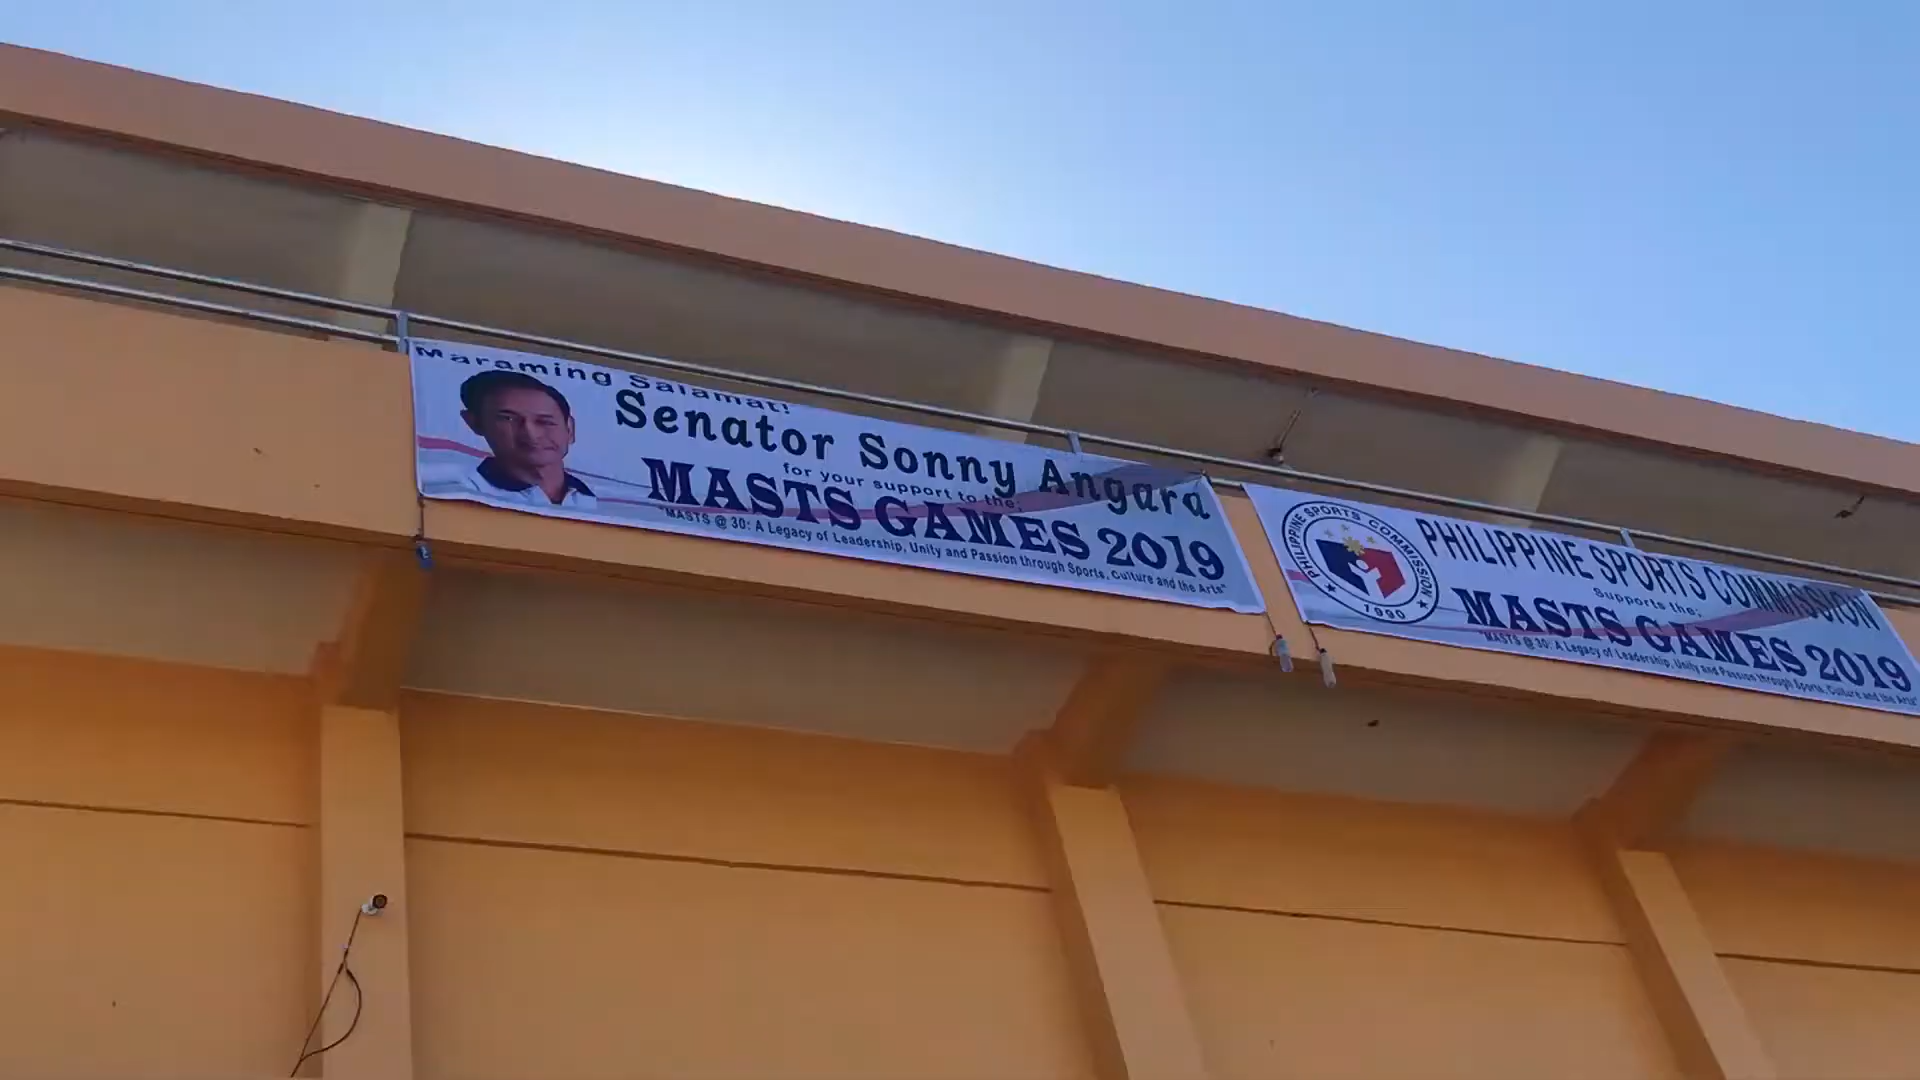 Maraming Salamat!
Senator Sonny Angara
for your support to the:
MASTS GAMES 2019
"MASTS @ 30: A Legacy of Leadership, Unity and Passion through Sports, Culture and the Arts"
PHILIPPINE SPORTS COMMISSION
1990
PHILIPPINE SPORTS COMMISSION
Supports the:
MASTS GAMES 2019
"MASTS @ 30: A Legacy of Leadership, Unity and Passion through Sports, Culture and the Arts"